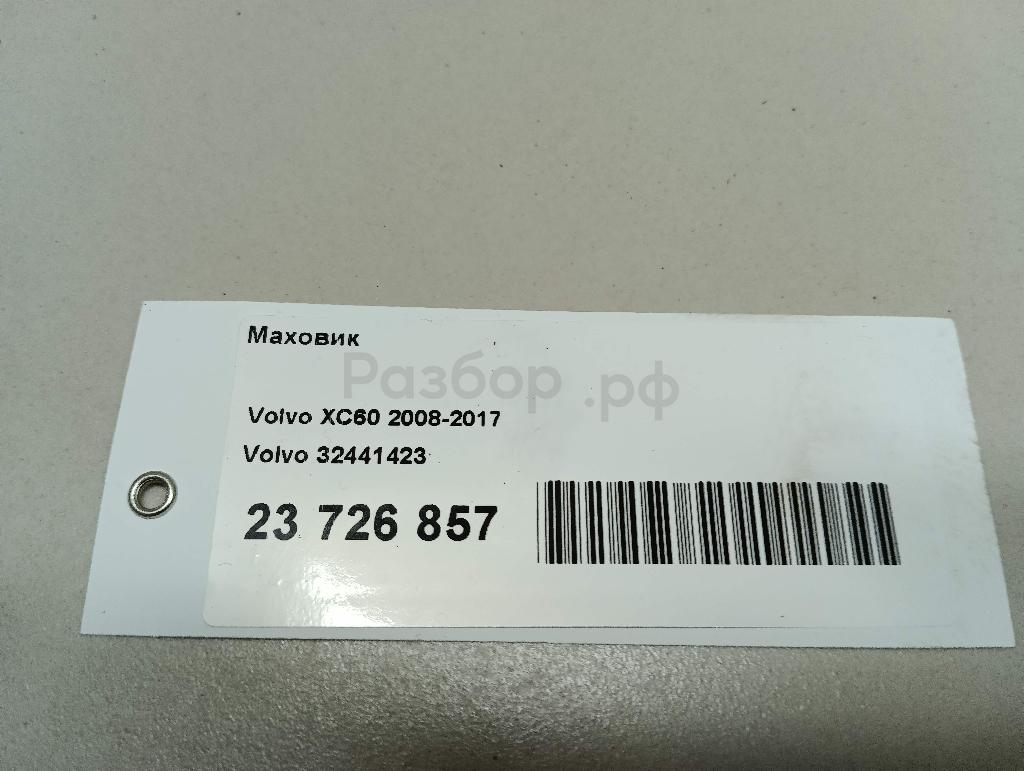 Маховик
Разбор .рф
Volvo XC60 2008-2017
Volvo 32441423
23 726 857